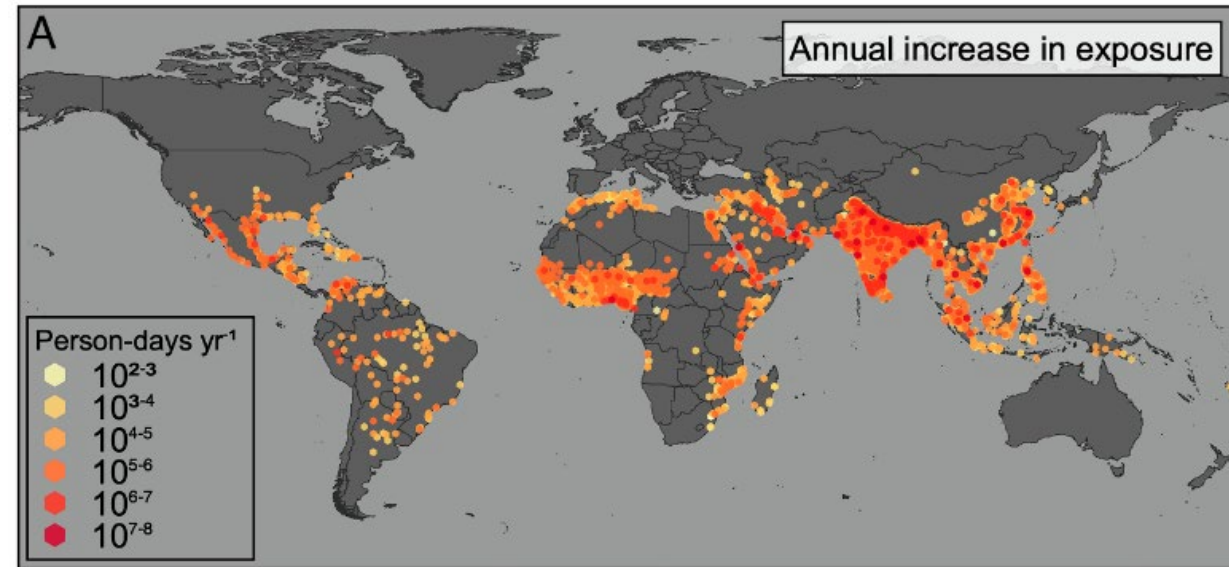 A
Annual increase in exposure
Person-days yr⁻¹
10²⁻³
10³⁻⁴
10⁴⁻⁵
10⁵⁻⁶
10⁶⁻⁷
10⁷⁻⁸